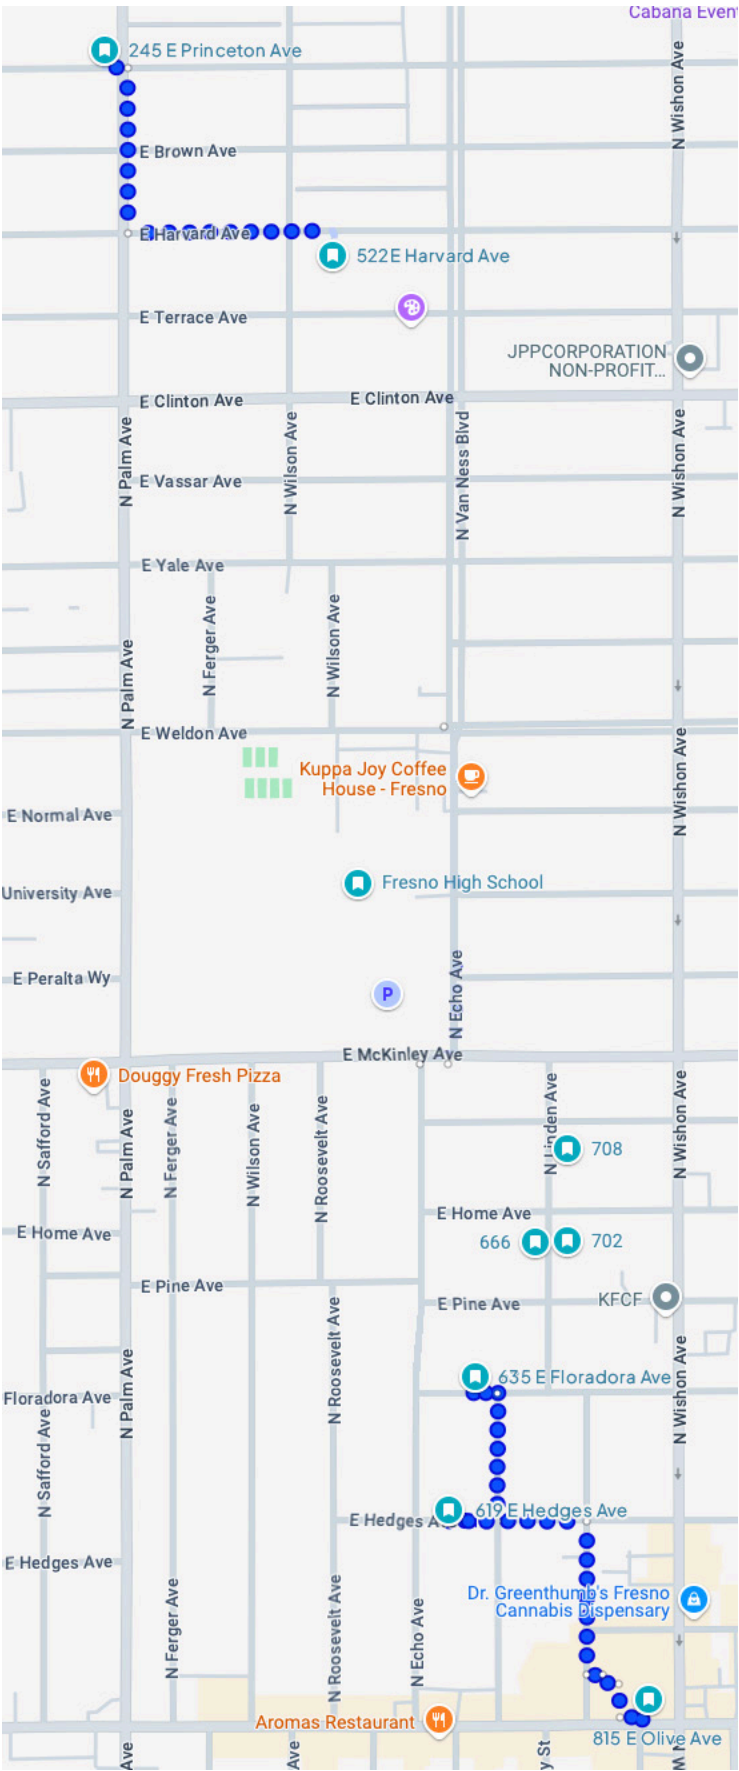 Cabana Event
245 E Princeton Ave
N Wishon Ave
E Brown Ave
E Harvard Ave
522 E Harvard Ave
E Terrace Ave
JPPCORPORATION
NON-PROFIT...
E Clinton Ave
E Clinton Ave
N Palm Ave
N Wilson Ave
N Van Ness Blvd
N Wishon Ave
E Vassar Ave
E Yale Ave
N Ferger Ave
N Wilson Ave
N Palm Ave
E Weldon Ave
Kuppa Joy Coffee
House - Fresno
N Wishon Ave
E Normal Ave
Fresno High School
University Ave
E Peralta Wy
P
N Echo Ave
E McKinley Ave
Douggy Fresh Pizza
N Safford Ave
N Palm Ave
N Ferger Ave
N Wilson Ave
N Roosevelt Ave
N Linden Ave
N Wishon Ave
708
E Home Ave
E Home Ave
666
702
E Pine Ave
E Pine Ave
KFCF
N Roosevelt Ave
N Palm Ave
N Wishon Ave
635 E Floradora Ave
Floradora Ave
N Safford Ave
619 E Hedges Ave
E Hedges Ave
E Hedges Ave
Dr. Greenthumb's Fresno
Cannabis Dispensary
N Ferger Ave
N Roosevelt Ave
N Echo Ave
Aromas Restaurant
815 E Olive Ave
Ave
Ave
y St
N W